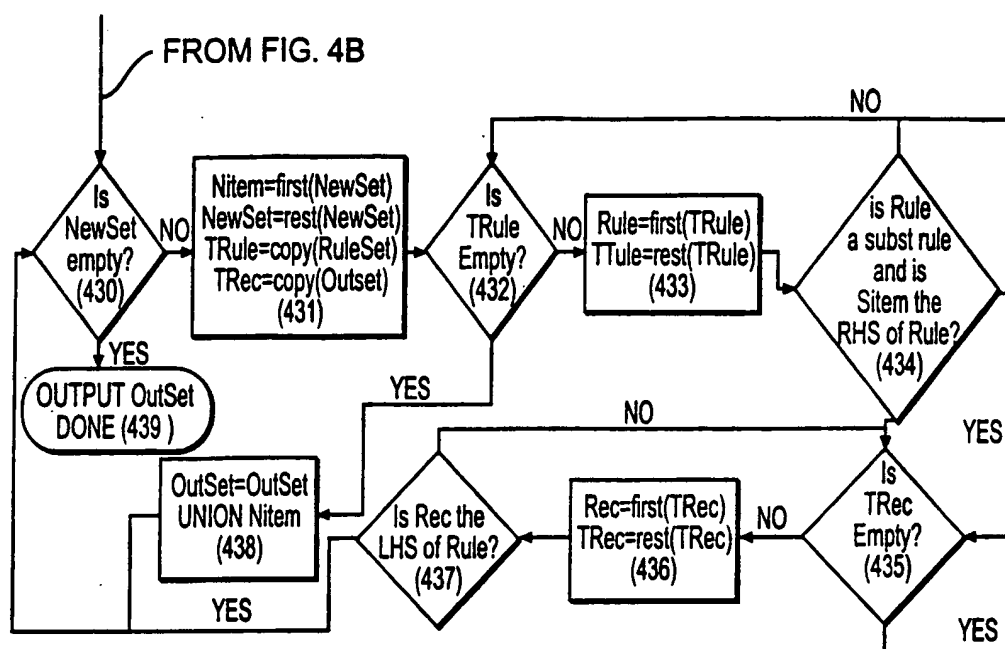 FROM FIG. 4B
Is
NewSet
empty?
(430)
NO
Nitem=first(NewSet)
NewSet=rest(NewSet)
TRule=copy(RuleSet)
TRec=copy(Outset)
(431)
Is
TRule
Empty?
(432)
NO
Rule=first(TRule)
TTule=rest(TRule)
(433)
NO
is Rule
a subst rule
and is
Sitem the
RHS of Rule?
(434)
YES
YES
OUTPUT OutSet
DONE (439 )
YES
OutSet=OutSet
UNION Nitem
(438)
NO
Is Rec the
LHS of Rule?
(437)
YES
Rec=first(TRec)
TRec=rest(TRec)
(436)
NO
Is
TRec
Empty?
(435)
YES